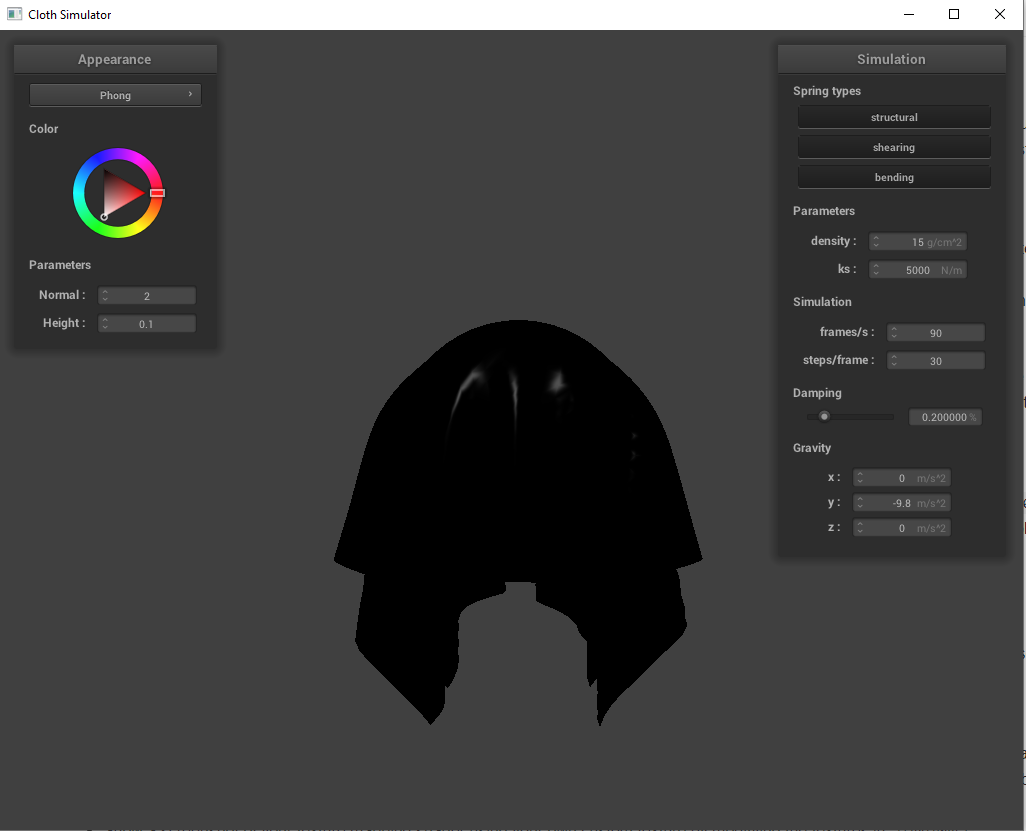 Cloth Simulator
Appearance
Phong
Color
Parameters
Normal : 2
Height : 0.1
Simulation
Spring types
structural
shearing
bending
Parameters
density : 15 g/cm^2
ks : 5000 N/m
Simulation
frames/s : 90
steps/frame : 30
Damping
0.200000 %
Gravity
x : 0 m/s^2
y : -9.8 m/s^2
z : 0 m/s^2